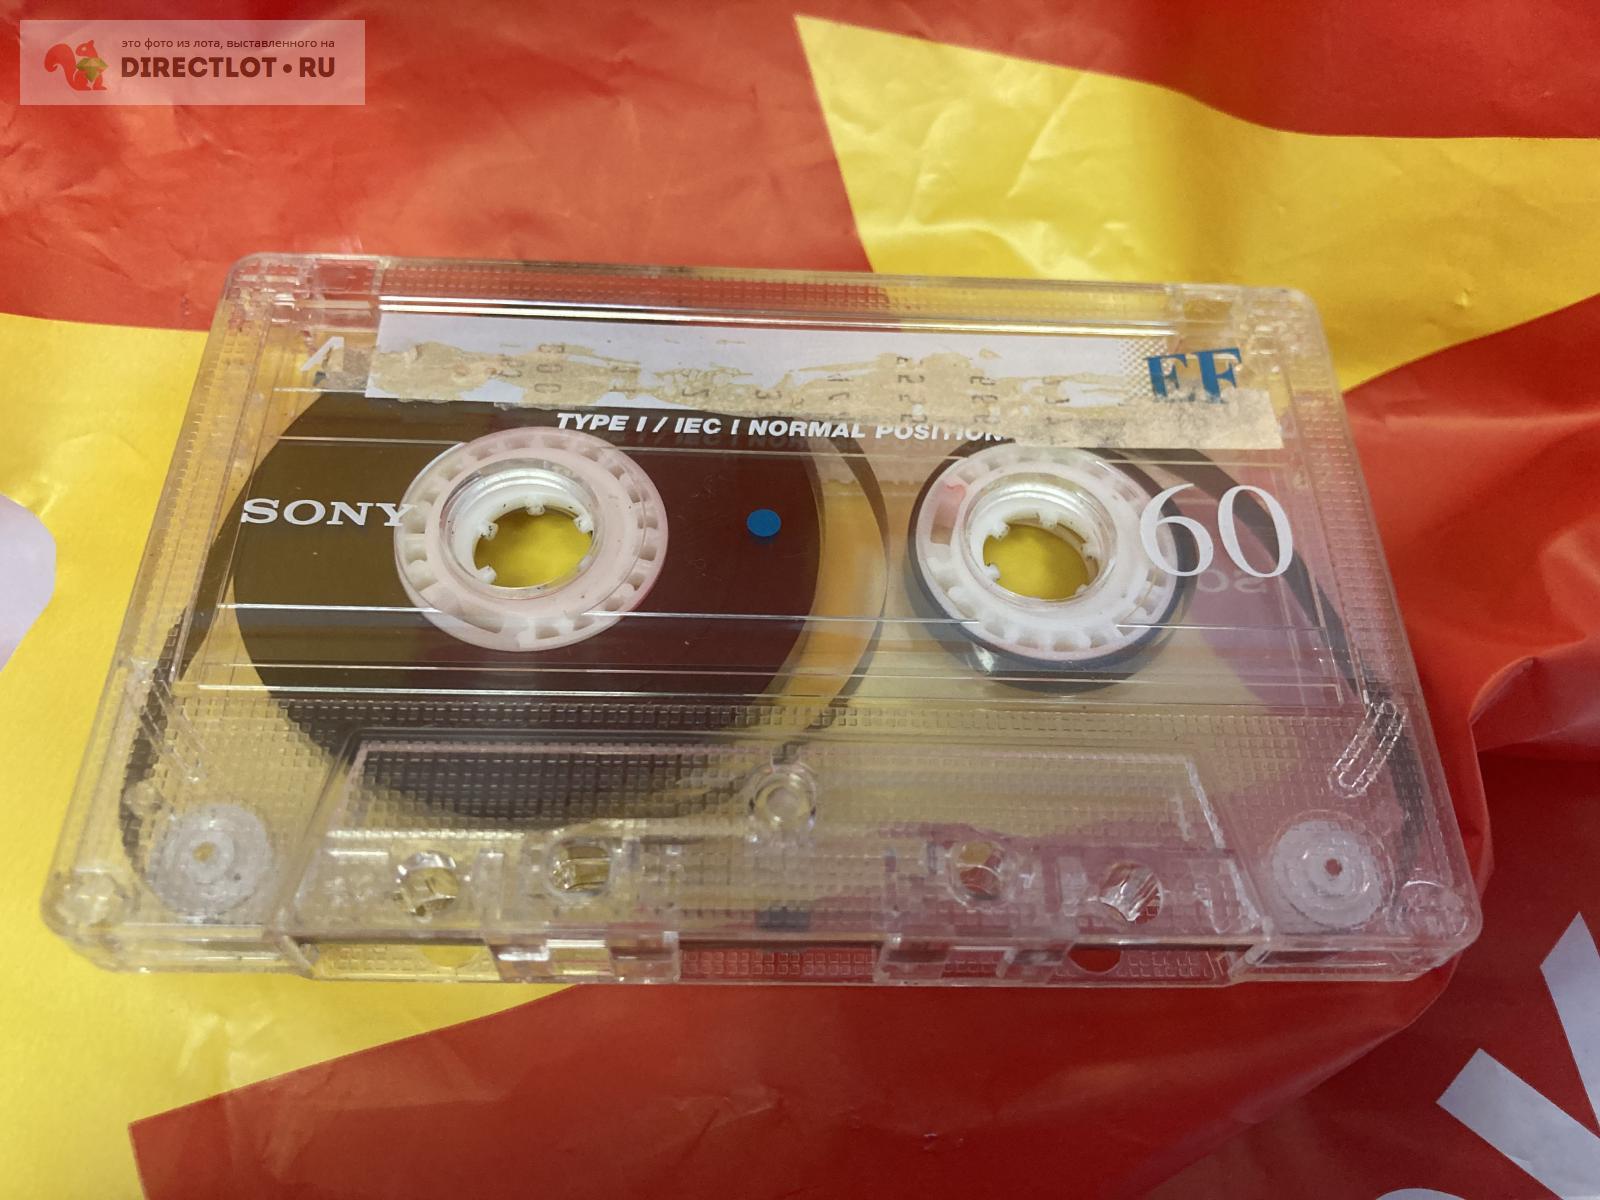 это фото из лота, выставленного на
DIRECTLOT • RU
A
EF
TYPE I / IEC I NORMAL POSITION
SONY
60